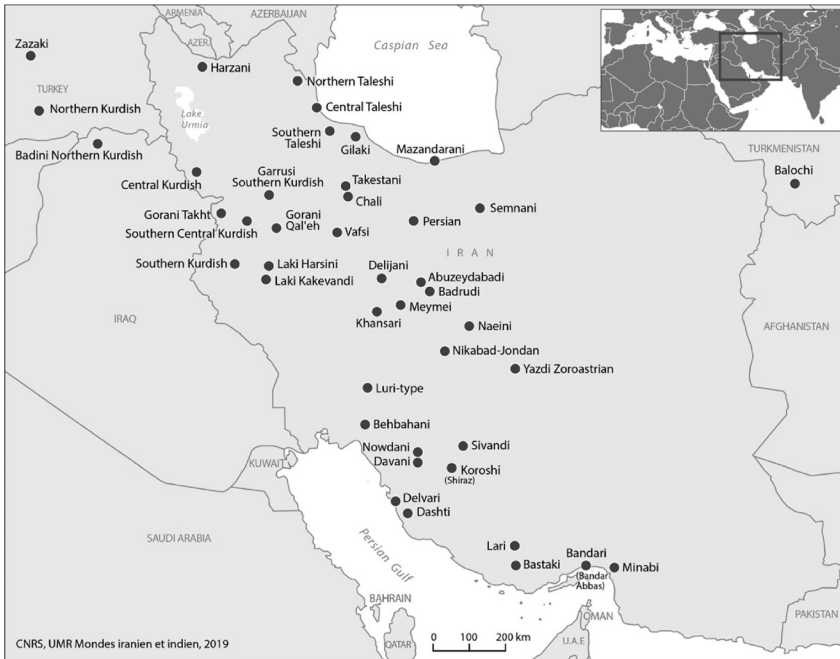 ARMENIA
AZERBAIJAN
AZERB.
Caspian Sea
Zazaki
Harzani
TURKEY
Northern Taleshi
Northern Kurdish
Lake
Urmia
Central Taleshi
Southern
Taleshi
Gilaki
Badini Northern Kurdish
Mazandarani
TURKMENISTAN
Balochi
Central Kurdish
Garrusi
Southern Kurdish
Takestani
Chali
Semnani
Gorani Takht
Gorani
Qal'eh
Persian
Southern Central Kurdish
Vafsi
IRAN
Southern Kurdish
Laki Harsini
Laki Kakevandi
Delijani
Abuzeydabadi
Badrudi
Meymei
Khansari
IRAQ
Naeini
AFGHANISTAN
Nikabad-Jondan
Yazdi Zoroastrian
Luri-type
Behbahani
Nowdani
Davani
Sivandi
Koroshi
(Shiraz)
KUWAIT
Delvari
Dashti
SAUDI ARABIA
Persian Gulf
Lari
Bastaki
Bandari
(Bandar
Abbas)
Minabi
BAHRAIN
OMAN
PAKISTAN
QATAR
U.A.E
0 100 200 km
CNRS, UMR Mondes iranien et indien, 2019